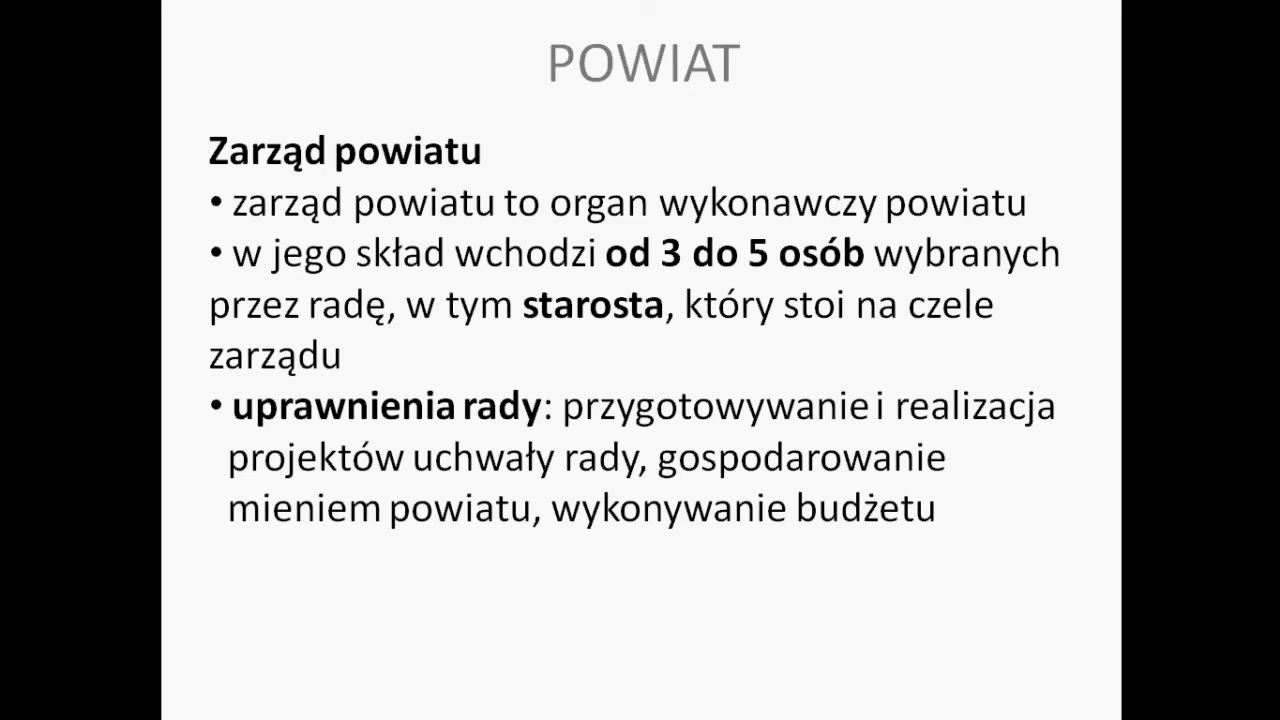 POWIAT
Zarząd powiatu
• zarząd powiatu to organ wykonawczy powiatu
• w jego skład wchodzi od 3 do 5 osób wybranych
przez radę, w tym starosta, który stoi na czele
zarządu
• uprawnienia rady: przygotowywanie i realizacja
projektów uchwały rady, gospodarowanie
mieniem powiatu, wykonywanie budżetu